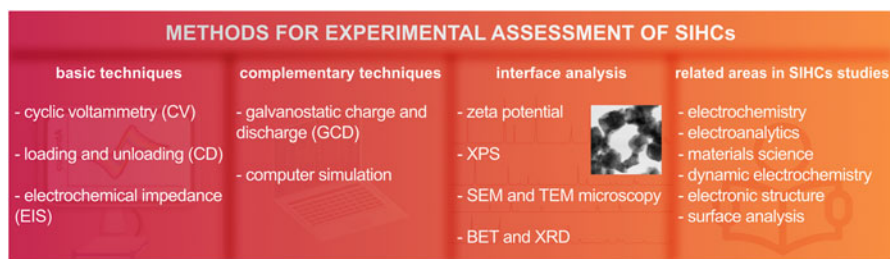 METHODS FOR EXPERIMENTAL ASSESSMENT OF SIHCs
basic techniques
- cyclic voltammetry (CV)
- loading and unloading (CD)
- electrochemical impedance
(EIS)
complementary techniques
- galvanostatic charge and
discharge (GCD)
- computer simulation
interface analysis
- zeta potential
- XPS
- SEM and TEM microscopy
- BET and XRD
related areas in SIHCs studies
- electrochemistry
- electroanalytics
- materials science
- dynamic electrochemistry
- electronic structure
- surface analysis